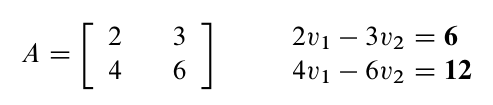 A = [ 2 3 ] 2v₁ − 3v₂ = 6
[ 4 6 ] 4v₁ − 6v₂ = 12